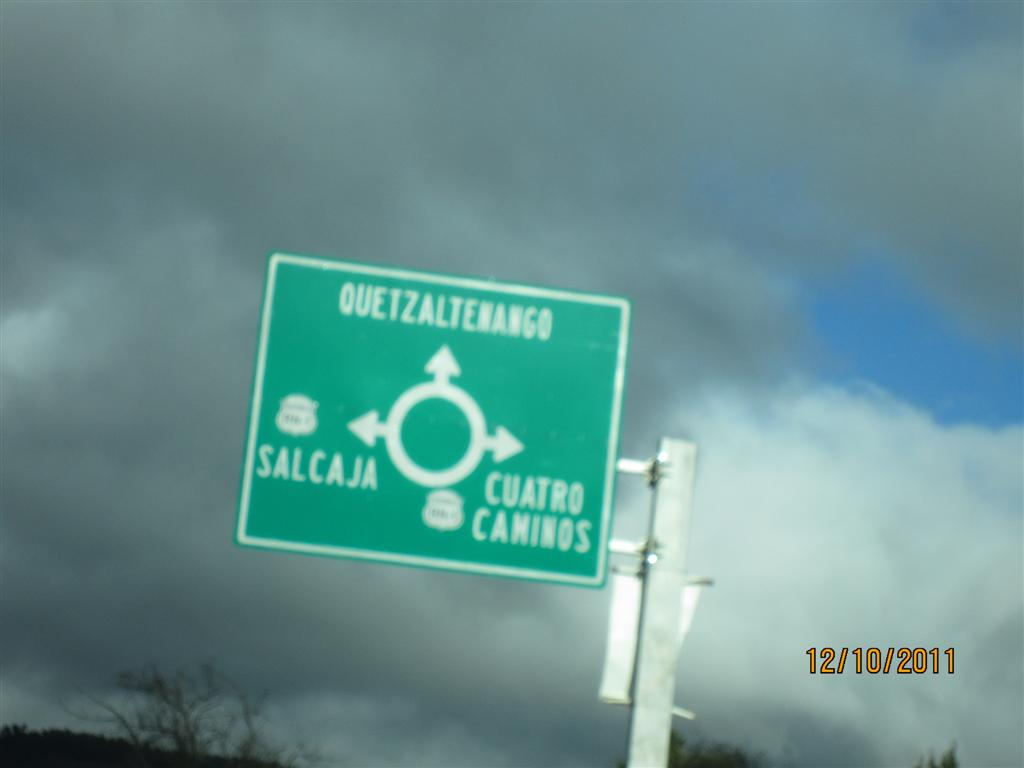 QUETZALTENANGO
SALCAJA
CUATRO
CAMINOS
12/10/2011